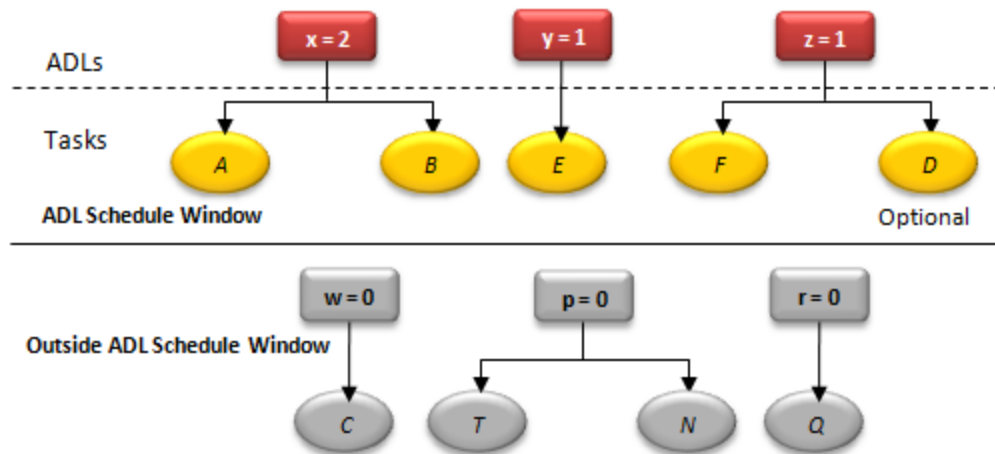 x = 2
y = 1
z = 1
ADLs
Tasks
A
B
E
F
D
ADL Schedule Window
Optional
w = 0
p = 0
r = 0
Outside ADL Schedule Window
C
T
N
Q